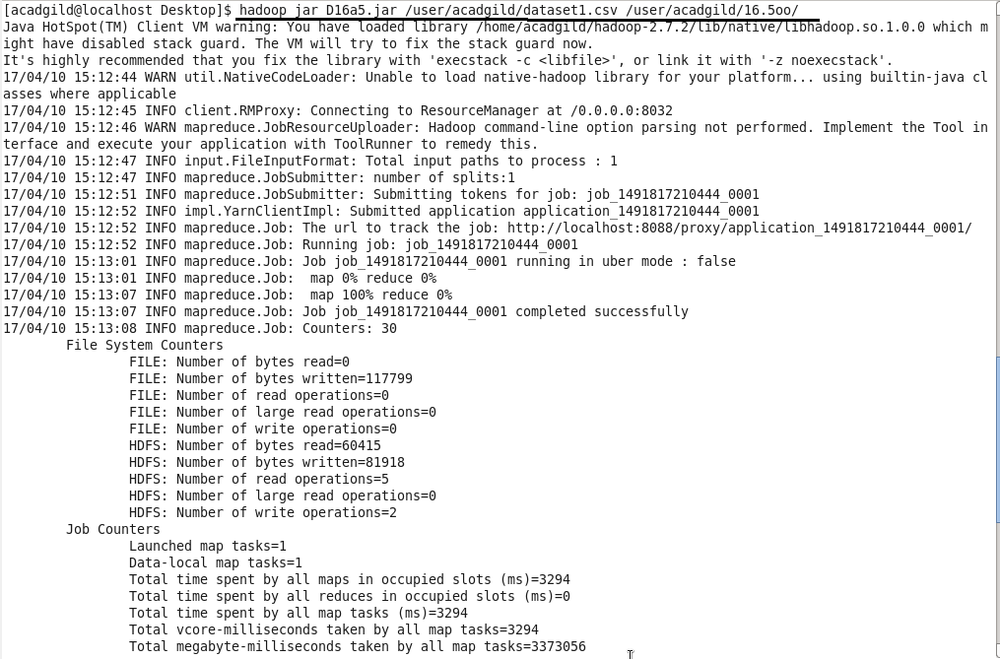 [acadgild@localhost Desktop]$ hadoop jar D16a5.jar /user/acadgild/dataset1.csv /user/acadgild/16.5oo/
Java HotSpot(TM) Client VM warning: You have loaded library /home/acadgild/hadoop-2.7.2/lib/native/libhadoop.so.1.0.0 which m
ight have disabled stack guard. The VM will try to fix the stack guard now.
It's highly recommended that you fix the library with 'execstack -c <libfile>', or link it with '-z noexecstack'.
17/04/10 15:12:44 WARN util.NativeCodeLoader: Unable to load native-hadoop library for your platform... using builtin-java cl
asses where applicable
17/04/10 15:12:45 INFO client.RMProxy: Connecting to ResourceManager at /0.0.0.0:8032
17/04/10 15:12:46 WARN mapreduce.JobResourceUploader: Hadoop command-line option parsing not performed. Implement the Tool in
terface and execute your application with ToolRunner to remedy this.
17/04/10 15:12:47 INFO input.FileInputFormat: Total input paths to process : 1
17/04/10 15:12:47 INFO mapreduce.JobSubmitter: number of splits:1
17/04/10 15:12:51 INFO mapreduce.JobSubmitter: Submitting tokens for job: job_1491817210444_0001
17/04/10 15:12:52 INFO impl.YarnClientImpl: Submitted application application_1491817210444_0001
17/04/10 15:12:52 INFO mapreduce.Job: The url to track the job: http://localhost:8088/proxy/application_1491817210444_0001/
17/04/10 15:12:52 INFO mapreduce.Job: Running job: job_1491817210444_0001
17/04/10 15:13:01 INFO mapreduce.Job: Job job_1491817210444_0001 running in uber mode : false
17/04/10 15:13:01 INFO mapreduce.Job:  map 0% reduce 0%
17/04/10 15:13:07 INFO mapreduce.Job:  map 100% reduce 0%
17/04/10 15:13:07 INFO mapreduce.Job: Job job_1491817210444_0001 completed successfully
17/04/10 15:13:08 INFO mapreduce.Job: Counters: 30
File System Counters
FILE: Number of bytes read=0
FILE: Number of bytes written=117799
FILE: Number of read operations=0
FILE: Number of large read operations=0
FILE: Number of write operations=0
HDFS: Number of bytes read=60415
HDFS: Number of bytes written=81918
HDFS: Number of read operations=5
HDFS: Number of large read operations=0
HDFS: Number of write operations=2
Job Counters
Launched map tasks=1
Data-local map tasks=1
Total time spent by all maps in occupied slots (ms)=3294
Total time spent by all reduces in occupied slots (ms)=0
Total time spent by all map tasks (ms)=3294
Total vcore-milliseconds taken by all map tasks=3294
Total megabyte-milliseconds taken by all map tasks=3373056